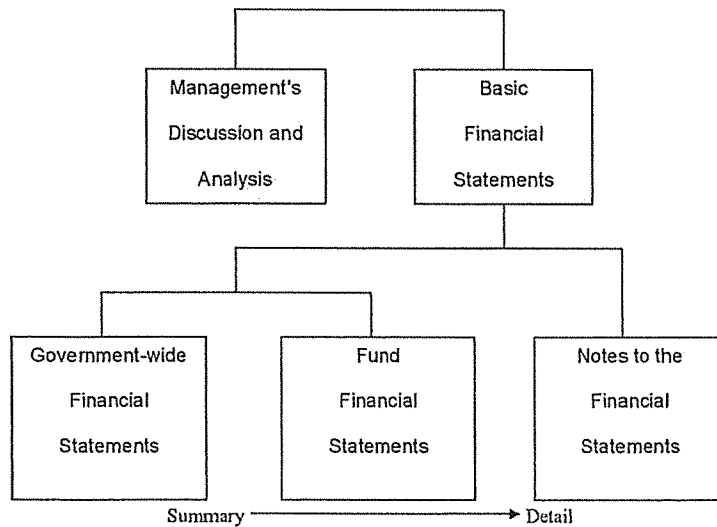 Management's
Discussion and
Analysis
Basic
Financial
Statements
Government-wide
Financial
Statements
Fund
Financial
Statements
Notes to the
Financial
Statements
Summary
Detail